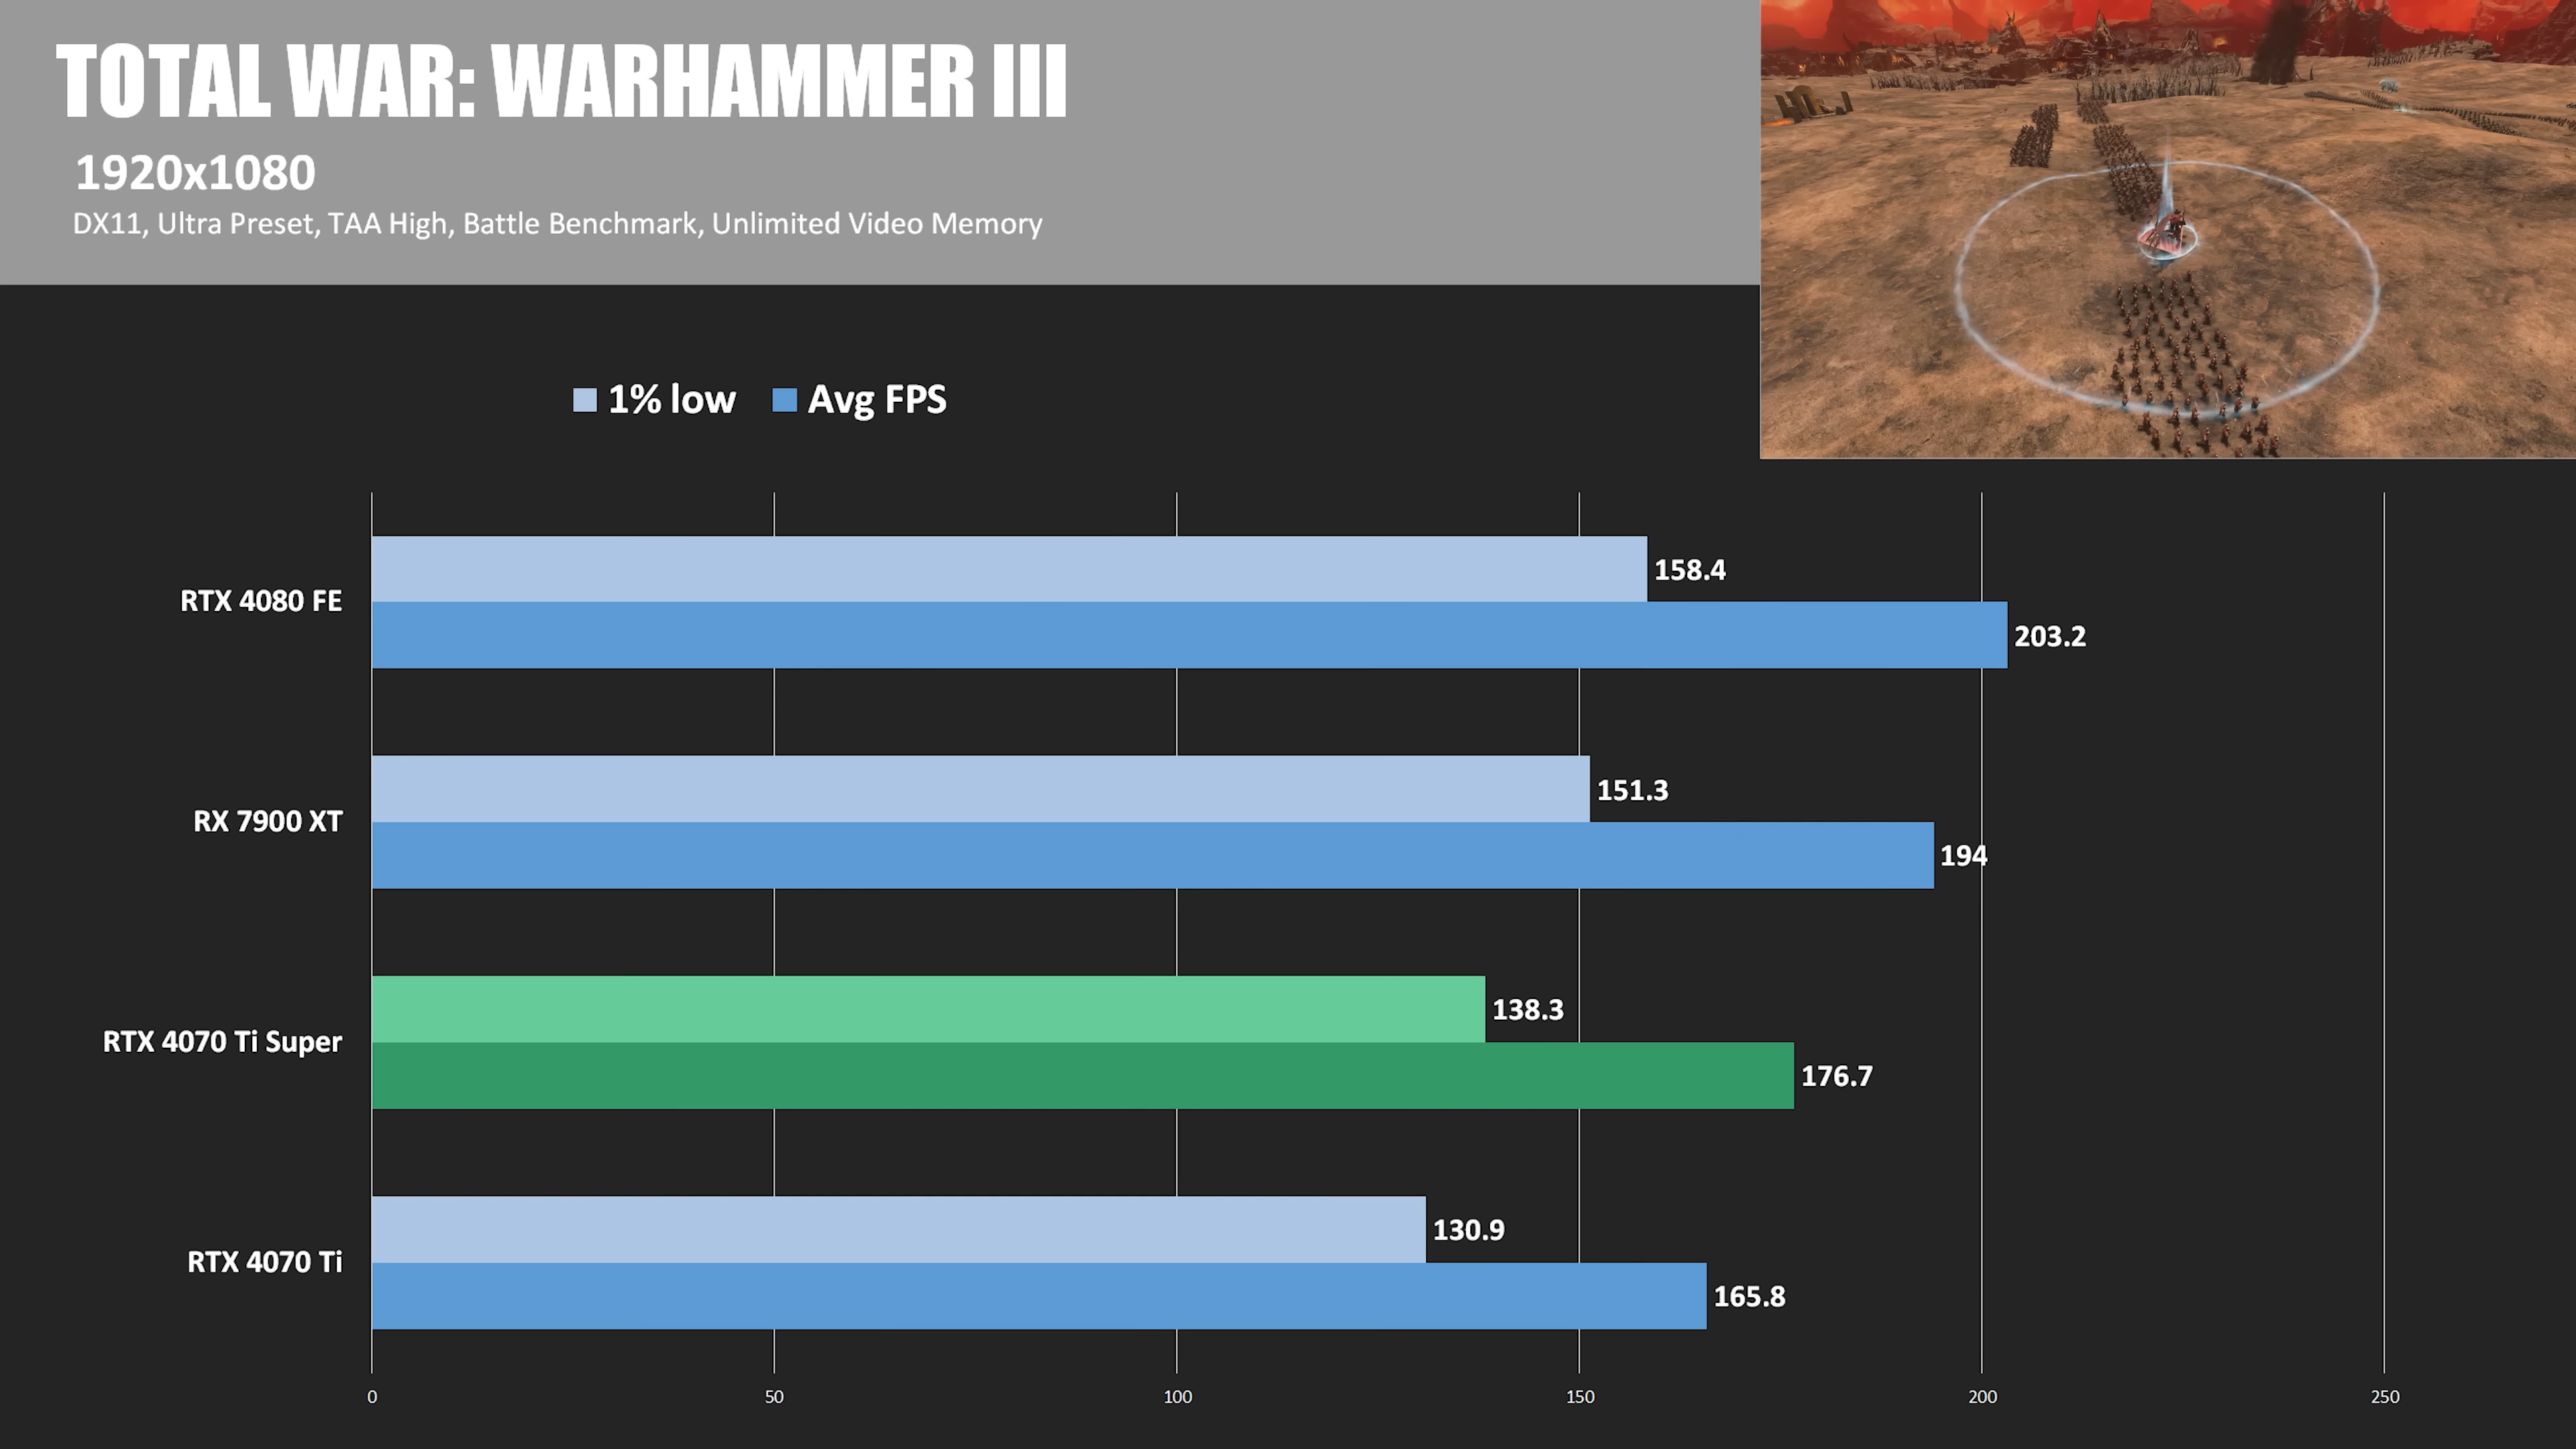 TOTAL WAR: WARHAMMER III
1920x1080
DX11, Ultra Preset, TAA High, Battle Benchmark, Unlimited Video Memory
1% low Avg FPS
RTX 4080 FE
158.4
203.2
RX 7900 XT
151.3
194
RTX 4070 Ti Super
138.3
176.7
RTX 4070 Ti
130.9
165.8
0 50 100 150 200 250